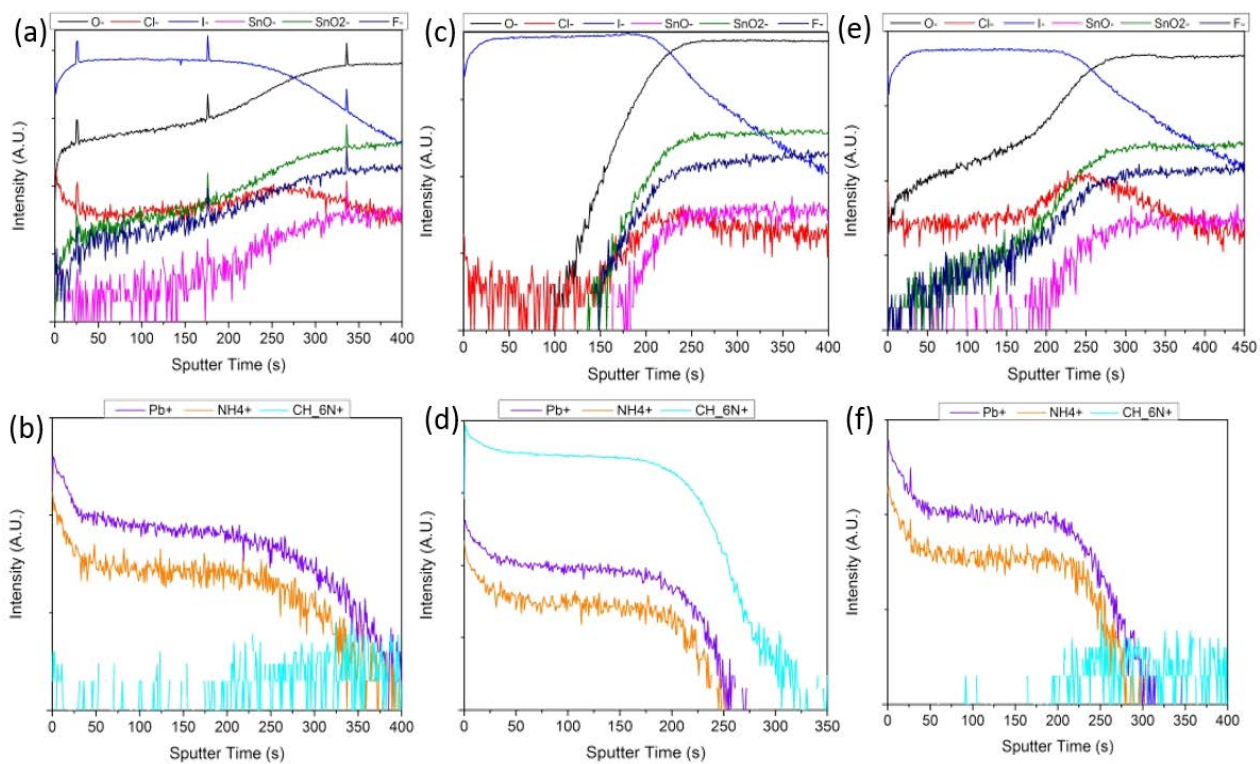 (a)
O- Cl- I- SnO- SnO2- F-
Intensity (A.U.)
0 50 100 150 200 250 300 350 400
Sputter Time (s)
(c)
O- Cl- I- SnO- SnO2- F-
Intensity (A.U.)
0 50 100 150 200 250 300 350 400
Sputter Time (s)
(e)
O- Cl- I- SnO- SnO2- F-
Intensity (A.U.)
0 50 100 150 200 250 300 350 400 450
Sputter Time (s)
(b)
Pb+ NH4+ CH_6N+
Intensity (A.U.)
0 50 100 150 200 250 300 350 400
Sputter Time (s)
(d)
Pb+ NH4+ CH_6N+
Intensity (A.U.)
0 50 100 150 200 250 300 350
Sputter Time (s)
(f)
Pb+ NH4+ CH_6N+
Intensity (A.U.)
0 50 100 150 200 250 300 350 400
Sputter Time (s)